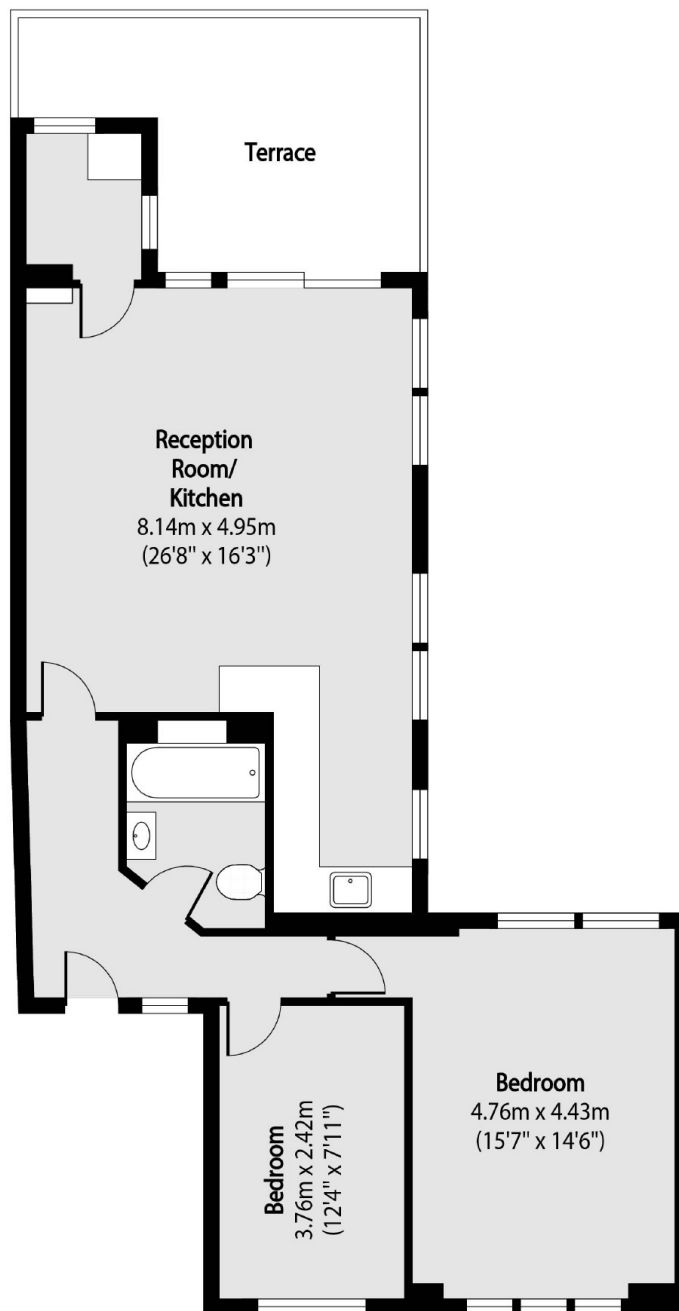 Terrace
Reception
Room/
Kitchen
8.14m x 4.95m
(26'8" x 16'3")
Bedroom
4.76m x 4.43m
(15'7" x 14'6")
Bedroom
3.76m x 2.42m
(12'4" x 7'11")